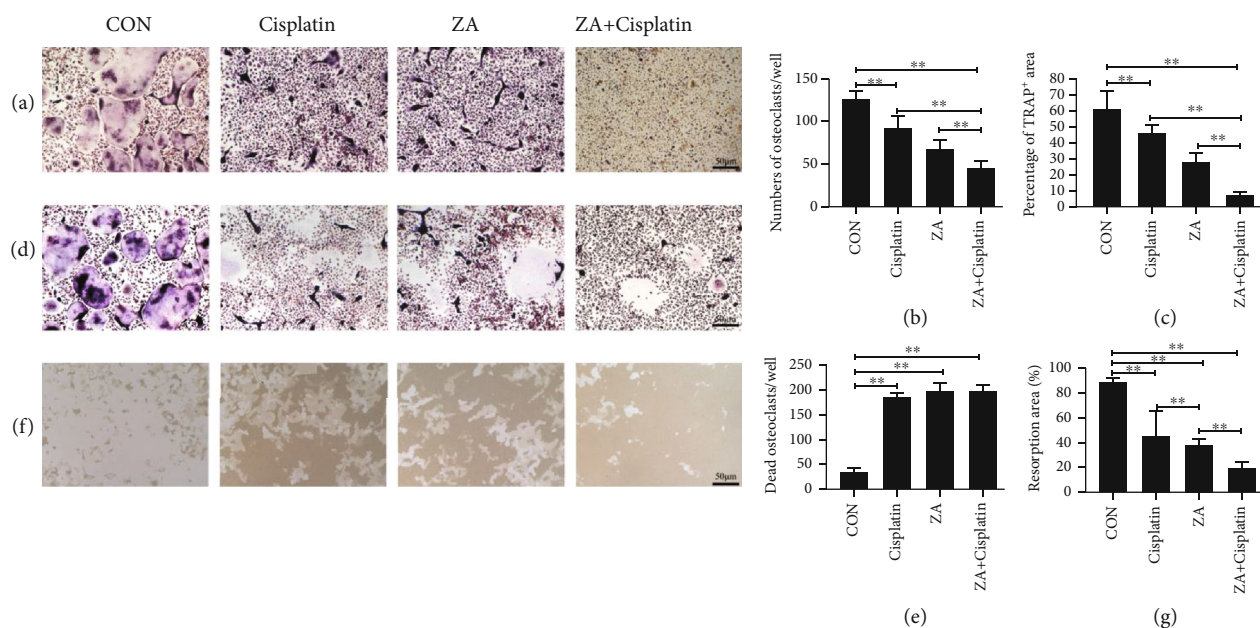 CON Cisplatin ZA ZA+Cisplatin
(a)
50μm
(d)
50μm
(f)
50μm
Numbers of osteoclasts/well
150
100
50
0
**
**
**
**
CON
Cisplatin
ZA
ZA+Cisplatin
(b)
Percentage of TRAP⁺ area
80
70
60
50
40
30
20
10
0
**
**
**
**
CON
Cisplatin
ZA
ZA+Cisplatin
(c)
Dead osteoclasts/well
250
200
150
100
50
0
**
**
**
CON
Cisplatin
ZA
ZA+Cisplatin
(e)
Resorption area (%)
100
80
60
40
20
0
**
**
**
**
**
CON
Cisplatin
ZA
ZA+Cisplatin
(g)